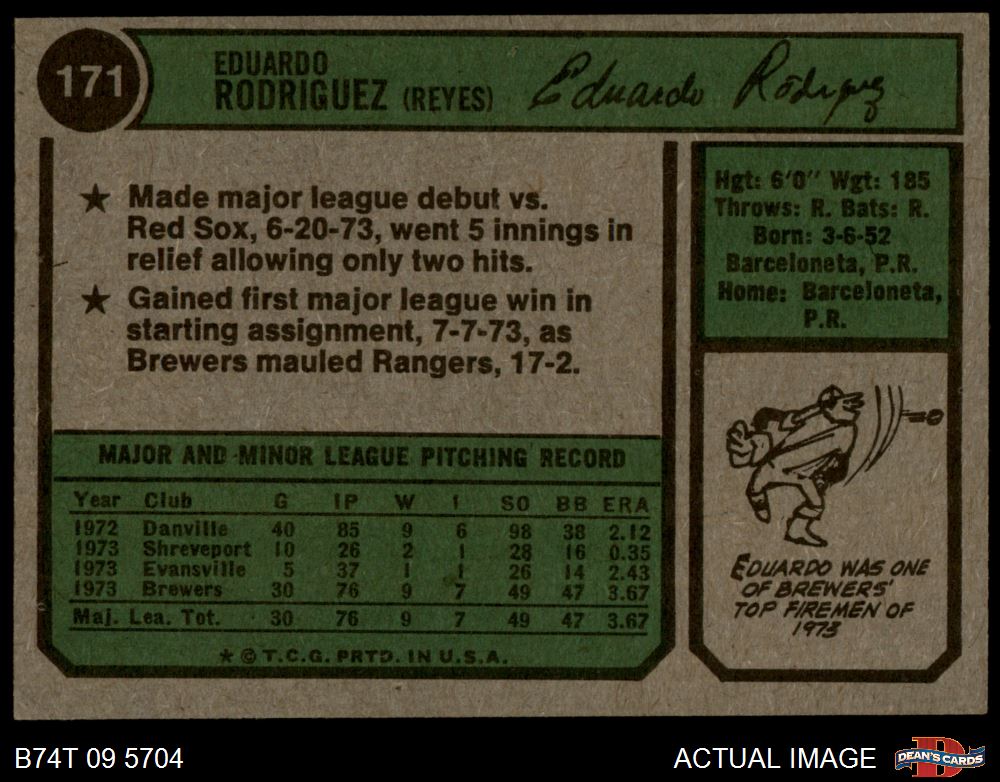 171
EDUARDO
RODRIGUEZ (REYES)
Eduardo Rodriguez
★ Made major league debut vs.
Red Sox, 6-20-73, went 5 innings in
relief allowing only two hits.
★ Gained first major league win in
starting assignment, 7-7-73, as
Brewers mauled Rangers, 17-2.
Hgt: 6'0" Wgt: 185
Throws: R. Bats: R.
Born: 3-6-52
Barceloneta, P.R.
Home: Barceloneta,
P.R.
MAJOR AND MINOR LEAGUE PITCHING RECORD
Year Club G IP W L SO BB ERA
1972 Danville 40 85 9 6 98 38 2.12
1973 Shreveport 10 26 2 1 28 16 0.35
1973 Evansville 5 37 1 1 26 14 2.43
1973 Brewers 30 76 9 7 49 47 3.67
Maj. Lea. Tot. 30 76 9 7 49 47 3.67
★ © T.C.G. PRTD. IN U.S.A.
EDUARDO WAS ONE
OF BREWERS'
TOP FIREMEN OF
1973
B74T 09 5704
ACTUAL IMAGE
D
DEAN'S CARDS